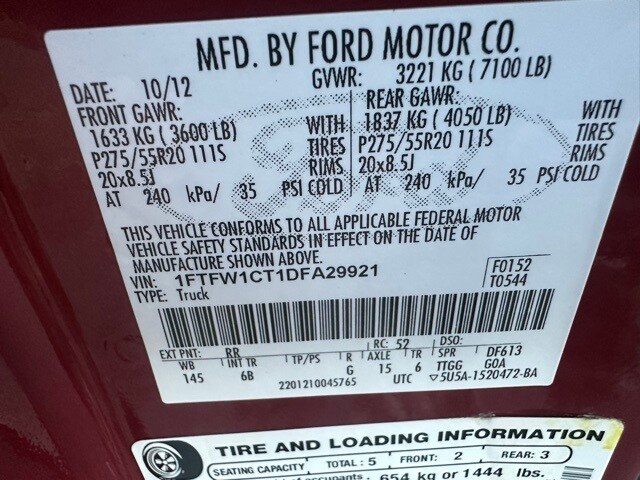 MFD. BY FORD MOTOR CO.
DATE: 10/12 GVWR: 3221 KG ( 7100 LB)
FRONT GAWR: REAR GAWR:
1633 KG ( 3600 LB) WITH 1837 KG ( 4050 LB) WITH
P275/55R20 111S TIRES P275/55R20 111S TIRES
20x8.5J RIMS 20x8.5J RIMS
AT 240 kPa/ 35 PSI COLD AT 240 kPa/ 35 PSI COLD
THIS VEHICLE CONFORMS TO ALL APPLICABLE FEDERAL MOTOR
VEHICLE SAFETY STANDARDS IN EFFECT ON THE DATE OF
MANUFACTURE SHOWN ABOVE.
VIN: 1FTFW1CT1DFA29921 F0152
TYPE: Truck T0544
EXT PNT: RR RC: 52 DSO:
WB INT TR TP/PS R AXLE TR SPR DF613
145 6B G 15 6 TTGG GOA
2201210045765 UTC ▽5U5A-1520472-BA
TIRE AND LOADING INFORMATION
SEATING CAPACITY TOTAL : 5 FRONT: 2 REAR: 3
occupants 654 kg or 1444 lbs.